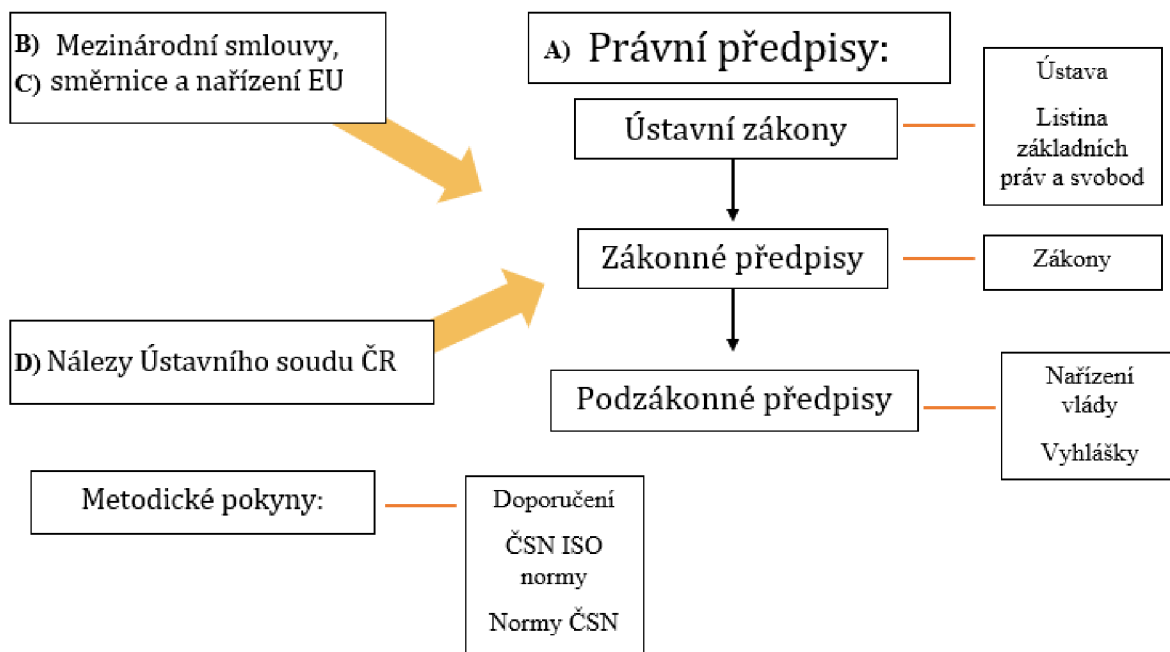 B) Mezinárodní smlouvy,
C) směrnice a nařízení EU
A) Právní předpisy:
Ústavní zákony
Ústava
Listina
základních
práv a svobod
Zákonné předpisy
Zákony
D) Nálezy Ústavního soudu ČR
Podzákonné předpisy
Nařízení
vlády
Vyhlášky
Metodické pokyny:
Doporučení
ČSN ISO
normy
Normy ČSN